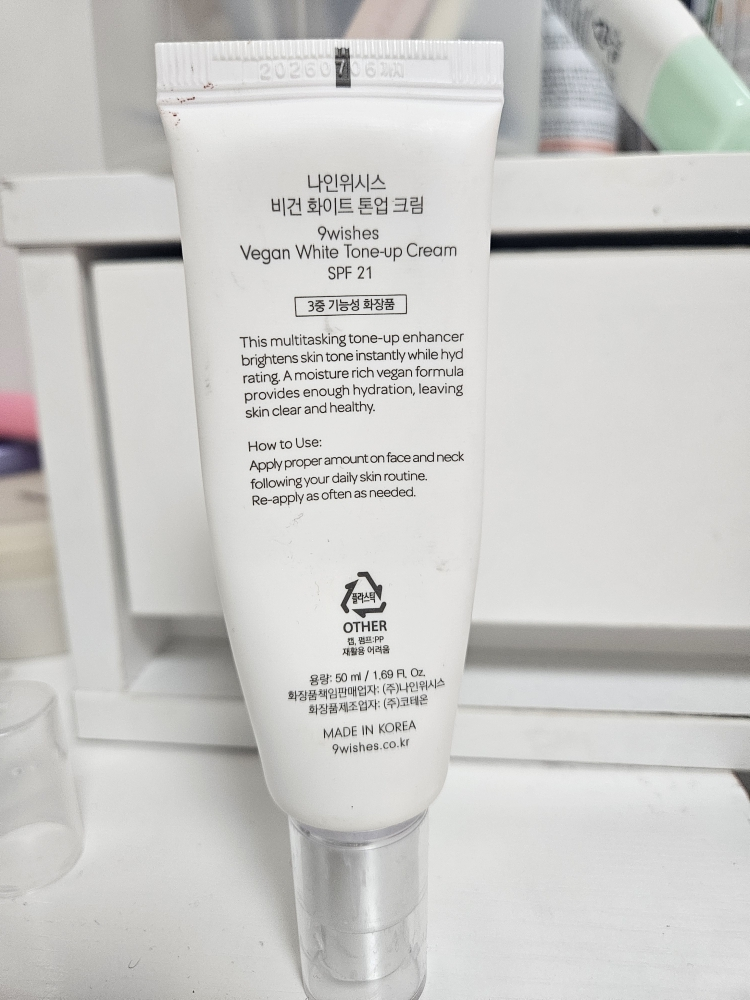 20260706까지
나인위시스
비건 화이트 톤업 크림
9wishes
Vegan White Tone-up Cream
SPF 21
3중 기능성 화장품
This multitasking tone-up enhancer
brightens skin tone instantly while hyd
rating. A moisture rich vegan formula
provides enough hydration, leaving
skin clear and healthy.
How to Use:
Apply proper amount on face and neck
following your daily skin routine.
Re-apply as often as needed.
플라스틱
OTHER
캡, 펌프:PP
재활용 어려움
용량: 50 ml / 1.69 Fl. Oz.
화장품책임판매업자: (주)나인위시스
화장품제조업자: (주)코테온
MADE IN KOREA
9wishes.co.kr